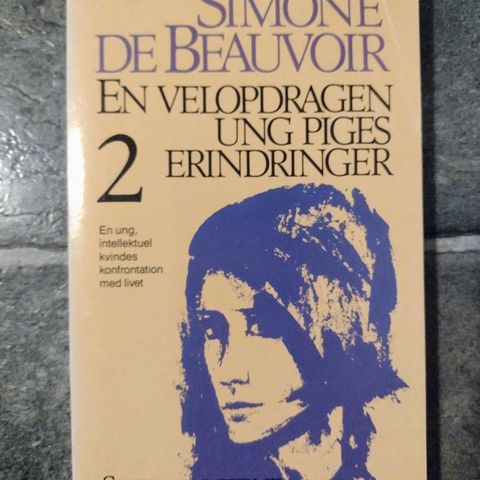 SIMONE
DE BEAUVOIR
EN VELOPDRAGEN
UNG PIGES
ERINDRINGER
2
En ung,
intellektuel
kvindes
konfrontation
med livet